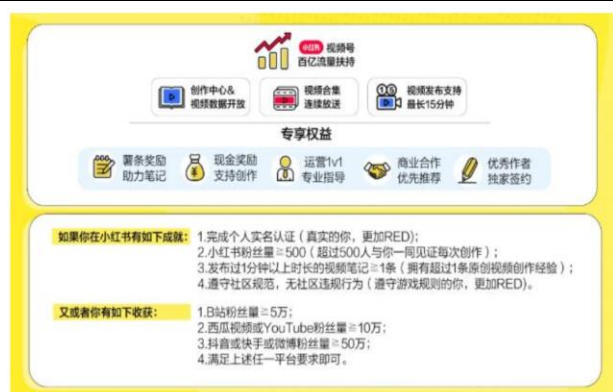 小红书 视频号
百亿流量扶持
创作中心&
视频数据开放
视频合集
连续放送
15
视频发布支持
最长15分钟
专享权益
薯条奖励
助力笔记
现金奖励
支持创作
运营1v1
专业指导
商业合作
优先推荐
优秀作者
独家签约
如果你在小红书有如下成就: 1.完成个人实名认证（真实的你，更加RED);
2.小红书粉丝量≧500（超过500人与你一同见证每次创作）;
3.发布过1分钟以上时长的视频笔记≧1条（拥有超过1条原创视频创作经验）;
4.遵守社区规范，无社区违规行为（遵守游戏规则的你，更加RED)。
又或者你有如下收获: 1.B站粉丝量≧5万;
2.西瓜视频或YouTube粉丝量≧10万;
3.抖音或快手或微博粉丝量≧50万;
4.满足上述任一平台要求即可。